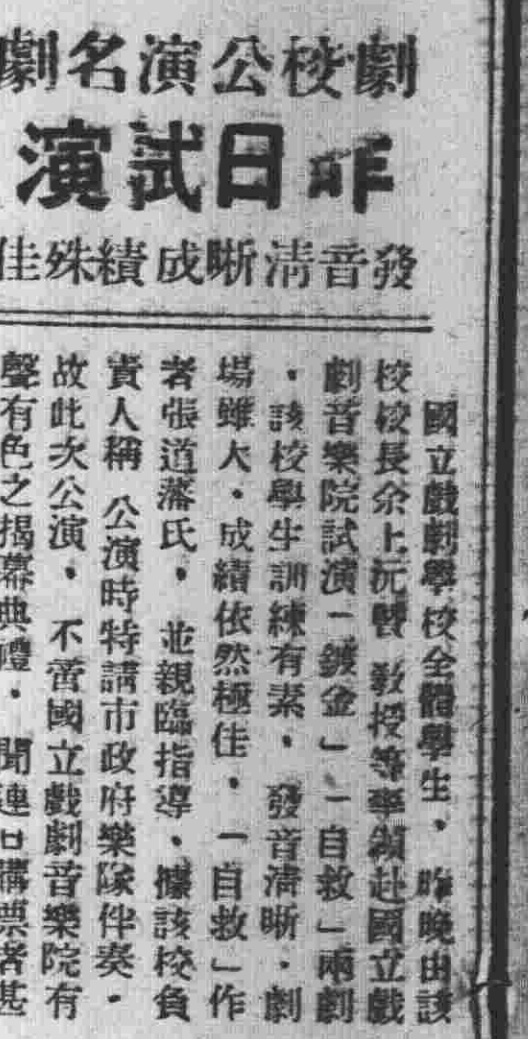 劇校公演名劇
昨日試演
發音清晰成績殊佳
國立戲劇學校全體學生，昨晚由該
校校長余上沅暨 教授等率領赴國立戲
劇音樂院試演「鍍金」、「自救」兩劇
，該校學生訓練有素，發音清晰，劇
場雖大，成績依然極佳，「自救」作
者張道藩氏，並親臨指導，據該校負
責人稱 公演時特請市政府樂隊伴奏，
故此次公演，不啻國立戲劇音樂院有
聲有色之揭幕典禮，聞連日購票者甚